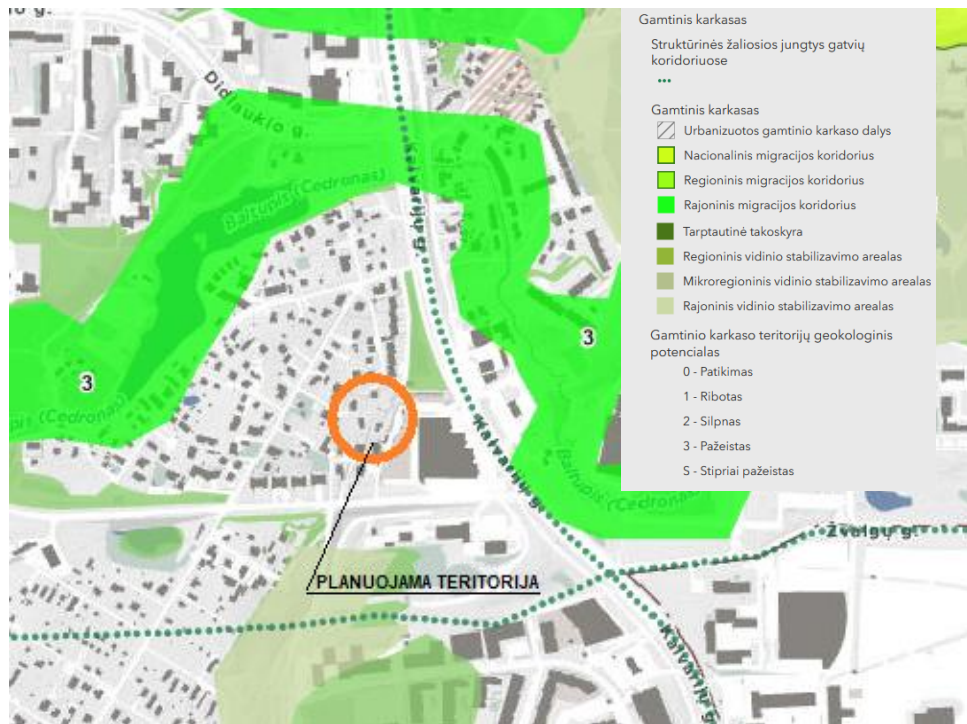 Gamtinis karkasas
Struktūrinės žaliosios jungtys gatvių
koridoriuose
Gamtinis karkasas
Urbanizuotos gamtinio karkaso dalys
Nacionalinis migracijos koridorius
Regioninis migracijos koridorius
Rajoninis migracijos koridorius
Tarptautinė takoskyra
Regioninis vidinio stabilizavimo arealas
Mikroregioninis vidinio stabilizavimo arealas
Rajoninis vidinio stabilizavimo arealas
Gamtinio karkaso teritorijų geokologinis
potencialas
0 - Patikimas
1 - Ribotas
2 - Silpnas
3 - Pažeistas
S - Stipriai pažeistas
Didlaukio g.
Baltupis (Cedronas)
3
3
(Cedronas)
Kalvarijų g.
Baltupis (Cedronas)
Žvalgų g.
PLANUOJAMA TERITORIJA
Kalvarijų g.